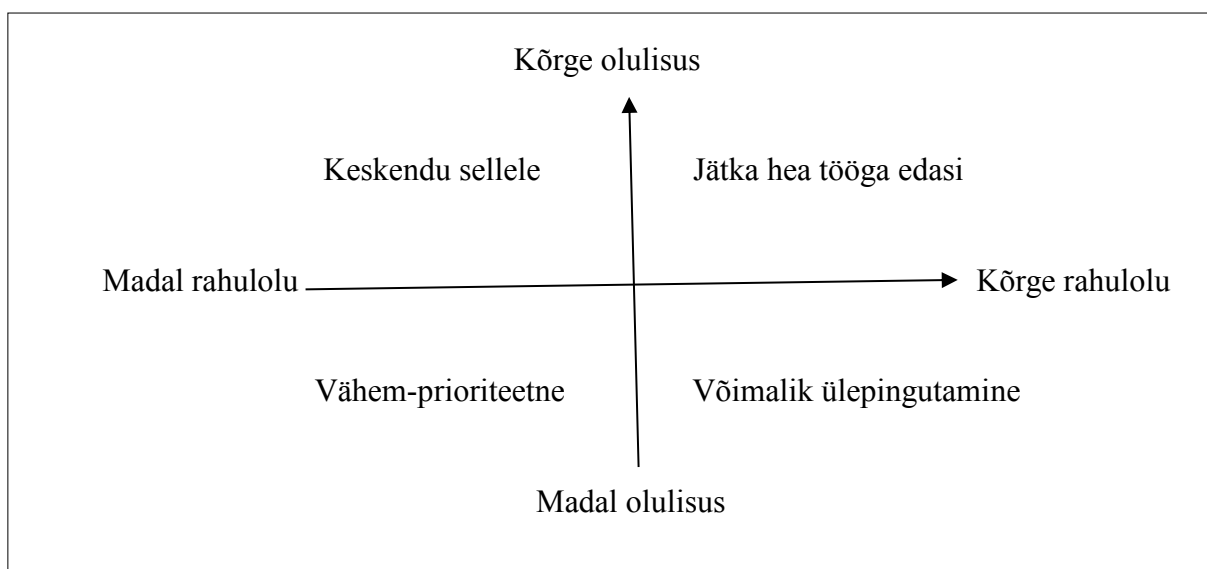 Kõrge olulisus
Keskendu sellele
Jätka hea tööga edasi
Madal rahulolu
Kõrge rahulolu
Vähem-prioriteetne
Võimalik ülepingutamine
Madal olulisus